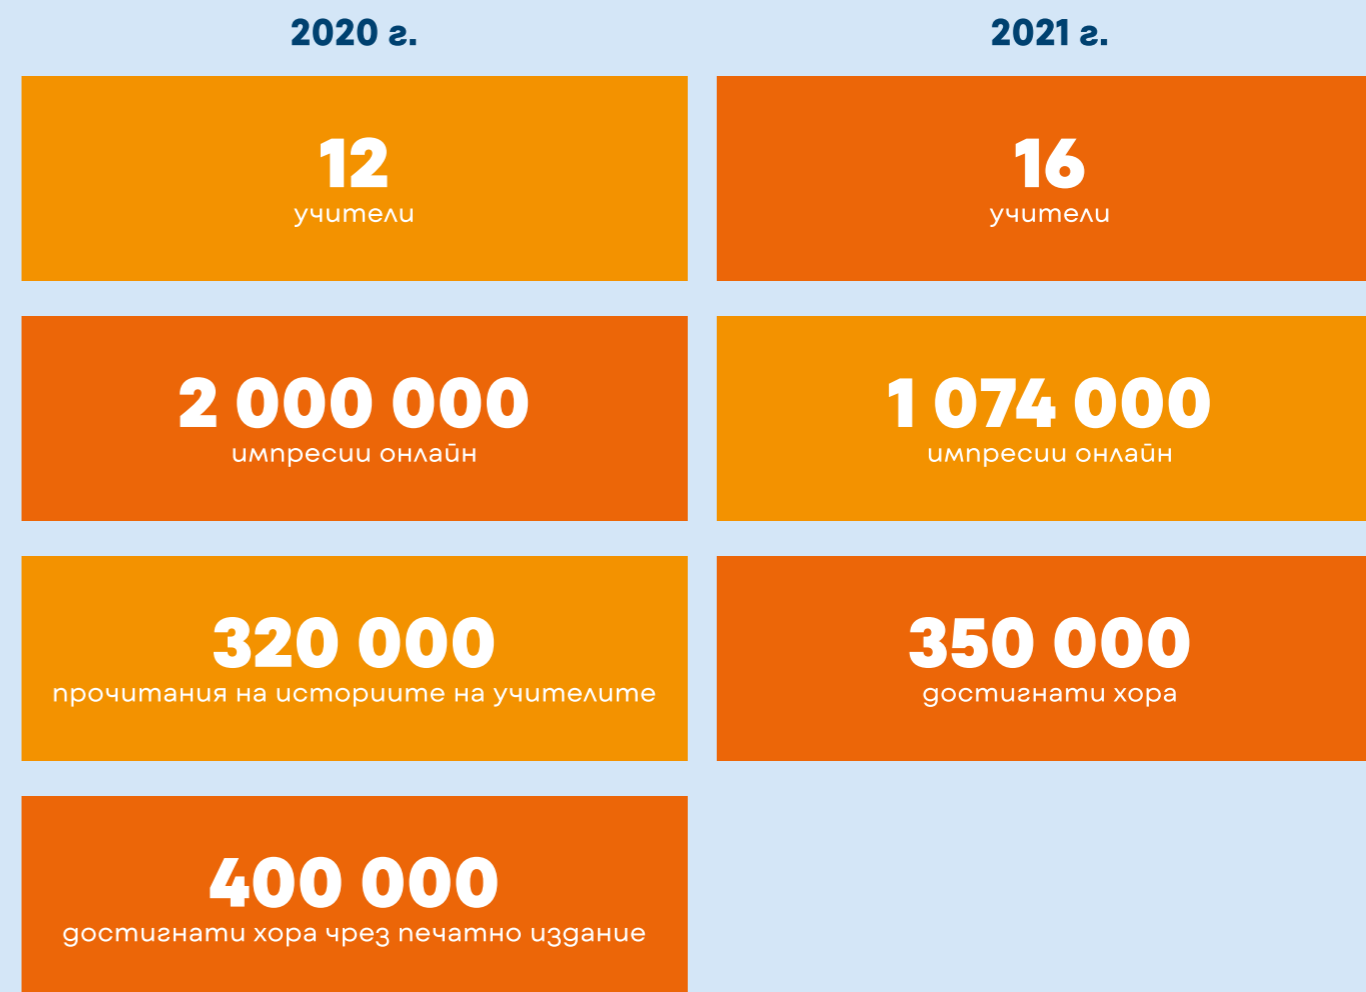 2020 г.
12
учители
2 000 000
импресии онлайн
320 000
прочитания на историите на учителите
400 000
достигнати хора чрез печатно издание
2021 г.
16
учители
1 074 000
импресии онлайн
350 000
достигнати хора